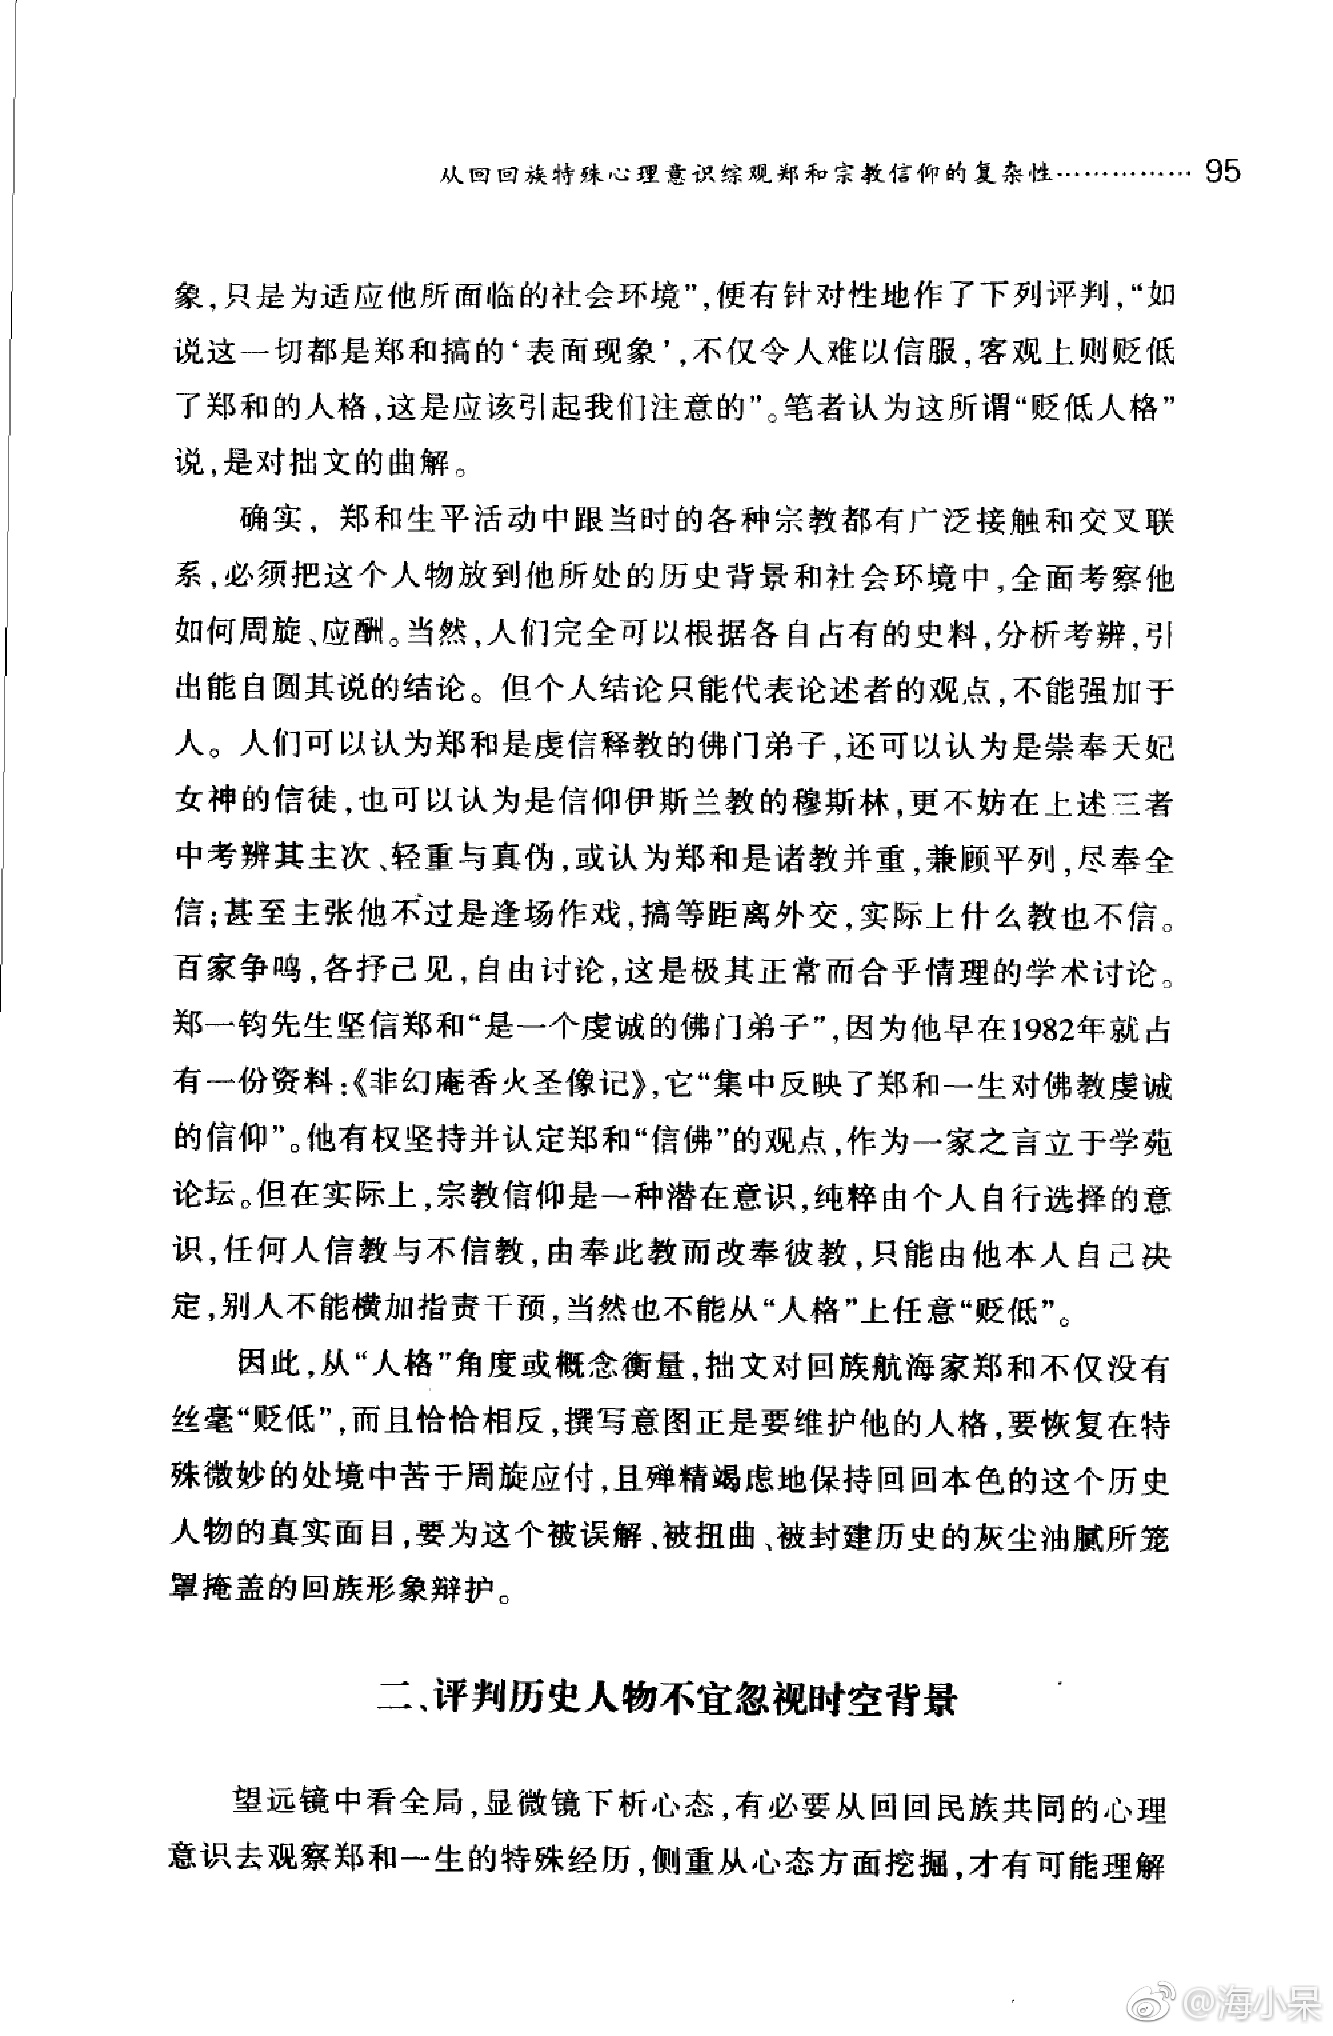 从回回族特殊心理意识综观郑和宗教信仰的复杂性…………… 95
象,只是为适应他所面临的社会环境”,便有针对性地作了下列评判,“如
说这一切都是郑和搞的‘表面现象’,不仅令人难以信服,客观上则贬低
了郑和的人格,这是应该引起我们注意的”。笔者认为这所谓“贬低人格”
说,是对拙文的曲解。
确实,郑和生平活动中跟当时的各种宗教都有广泛接触和交叉联
系,必须把这个人物放到他所处的历史背景和社会环境中,全面考察他
如何周旋、应酬。当然,人们完全可以根据各自占有的史料,分析考辨,引
出能自圆其说的结论。但个人结论只能代表论述者的观点,不能强加于
人。人们可以认为郑和是虔信释教的佛门弟子,还可以认为是崇奉天妃
女神的信徒,也可以认为是信仰伊斯兰教的穆斯林,更不妨在上述三者
中考辨其主次、轻重与真伪,或认为郑和是诸教并重,兼顾平列,尽奉全
信;甚至主张他不过是逢场作戏,搞等距离外交,实际上什么教也不信。
百家争鸣,各抒己见,自由讨论,这是极其正常而合乎情理的学术讨论。
郑一钧先生坚信郑和“是一个虔诚的佛门弟子”,因为他早在1982年就占
有一份资料:《非幻庵香火圣像记》,它“集中反映了郑和一生对佛教虔诚
的信仰”。他有权坚持并认定郑和“信佛”的观点,作为一家之言立于学苑
论坛。但在实际上,宗教信仰是一种潜在意识,纯粹由个人自行选择的意
识,任何人信教与不信教,由奉此教而改奉彼教,只能由他本人自己决
定,别人不能横加指责干预,当然也不能从“人格”上任意“贬低”。
因此,从“人格”角度或概念衡量,拙文对回族航海家郑和不仅没有
丝毫“贬低”,而且恰恰相反,撰写意图正是要维护他的人格,要恢复在特
殊微妙的处境中苦于周旋应付,且殚精竭虑地保持回回本色的这个历史
人物的真实面目,要为这个被误解、被扭曲、被封建历史的灰尘油腻所笼
罩掩盖的回族形象辩护。
二、评判历史人物不宜忽视时空背景
望远镜中看全局,显微镜下析心态,有必要从回回民族共同的心理
意识去观察郑和一生的特殊经历,侧重从心态方面挖掘,才有可能理解
@海小呆